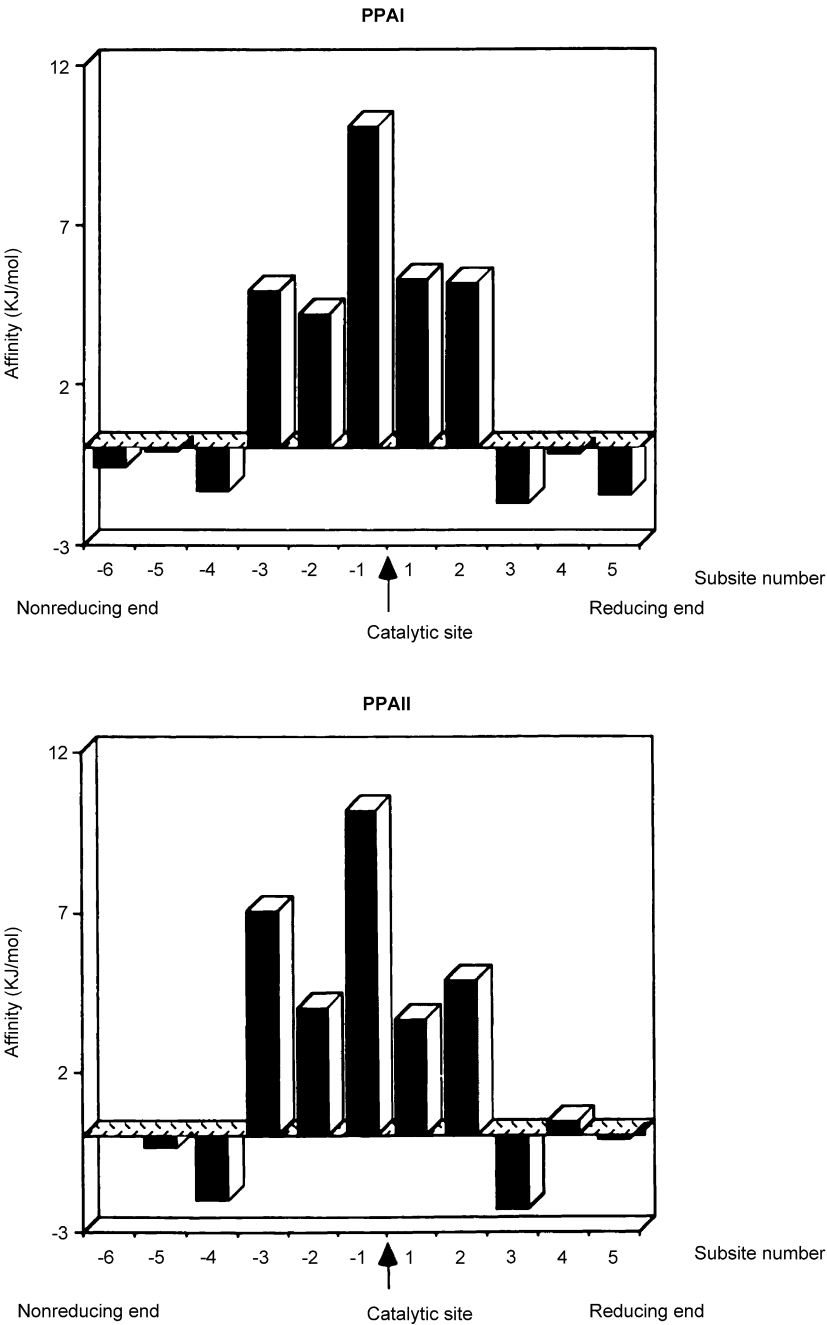 PPAI
12
7
2
-3
Affinity (KJ/mol)
-6 -5 -4 -3 -2 -1 1 2 3 4 5
Subsite number
Nonreducing end
Reducing end
Catalytic site
PPAII
12
7
2
-3
Affinity (KJ/mol)
-6 -5 -4 -3 -2 -1 1 2 3 4 5
Subsite number
Nonreducing end
Catalytic site
Reducing end